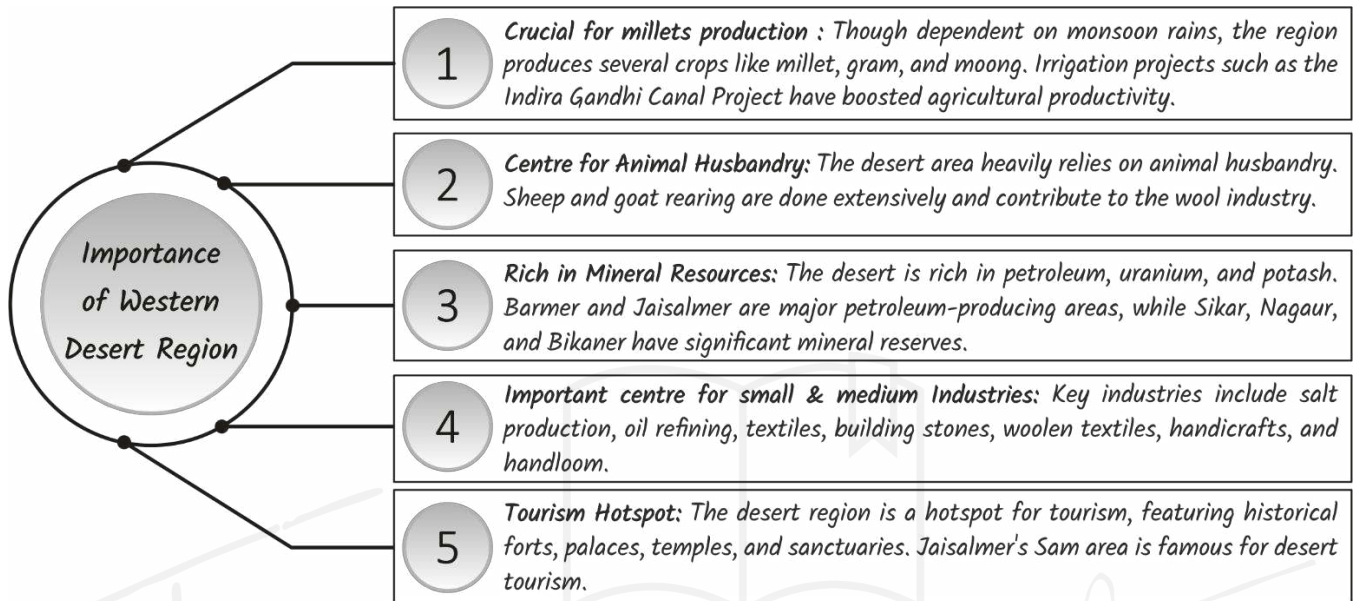 Importance
of Western
Desert Region
1
Crucial for millets production : Though dependent on monsoon rains, the region
produces several crops like millet, gram, and moong. Irrigation projects such as the
Indira Gandhi Canal Project have boosted agricultural productivity.
2
Centre for Animal Husbandry: The desert area heavily relies on animal husbandry.
Sheep and goat rearing are done extensively and contribute to the wool industry.
3
Rich in Mineral Resources: The desert is rich in petroleum, uranium, and potash.
Barmer and Jaisalmer are major petroleum-producing areas, while Sikar, Nagaur,
and Bikaner have significant mineral reserves.
4
Important centre for small & medium Industries: Key industries include salt
production, oil refining, textiles, building stones, woolen textiles, handicrafts, and
handloom.
5
Tourism Hotspot: The desert region is a hotspot for tourism, featuring historical
forts, palaces, temples, and sanctuaries. Jaisalmer's Sam area is famous for desert
tourism.